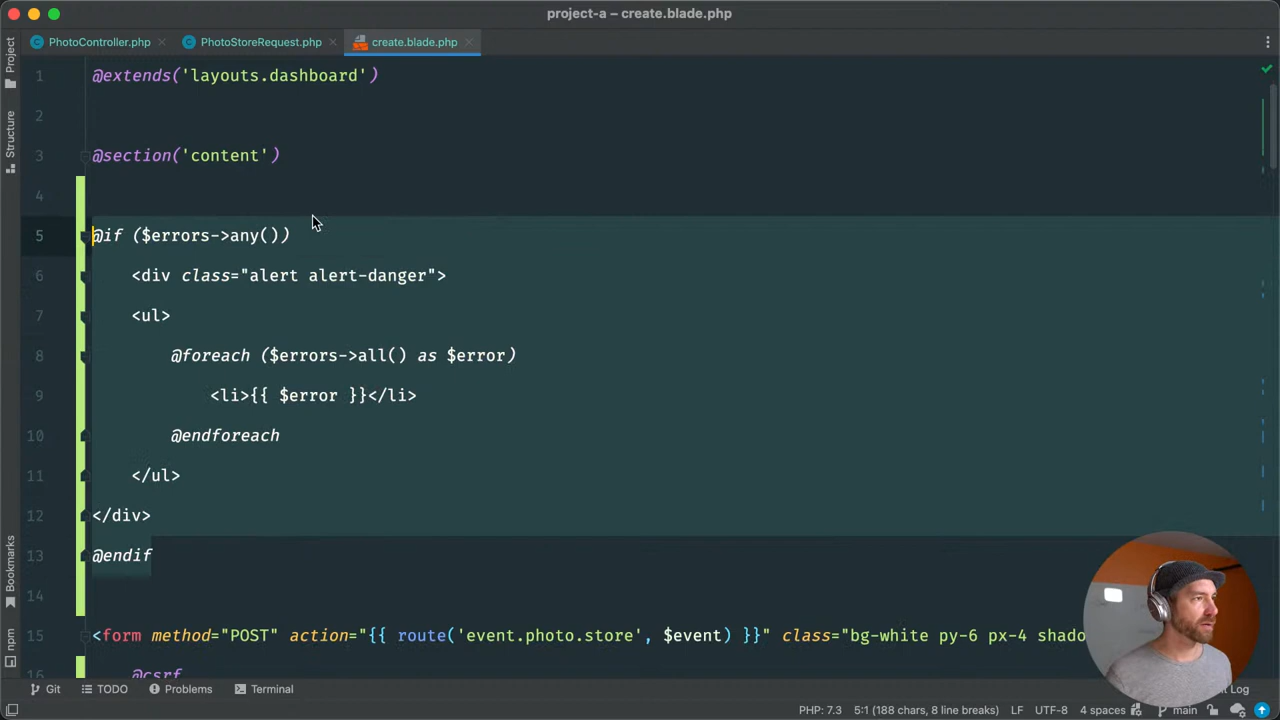 project-a – create.blade.php
PhotoController.php
PhotoStoreRequest.php
create.blade.php
Project
Structure
Bookmarks
npm
1 @extends('layouts.dashboard')
2
3 @section('content')
4
5 @if ($errors->any())
6 <div class="alert alert-danger">
7 <ul>
8 @foreach ($errors->all() as $error)
9 <li>{{ $error }}</li>
10 @endforeach
11 </ul>
12 </div>
13 @endif
14
15 <form method="POST" action="{{ route('event.photo.store', $event) }}" class="bg-white py-6 px-4 shado
16 @csrf
Git
TODO
Problems
Terminal
Log
PHP: 7.3
5:1 (188 chars, 8 line breaks)
LF
UTF-8
4 spaces
main